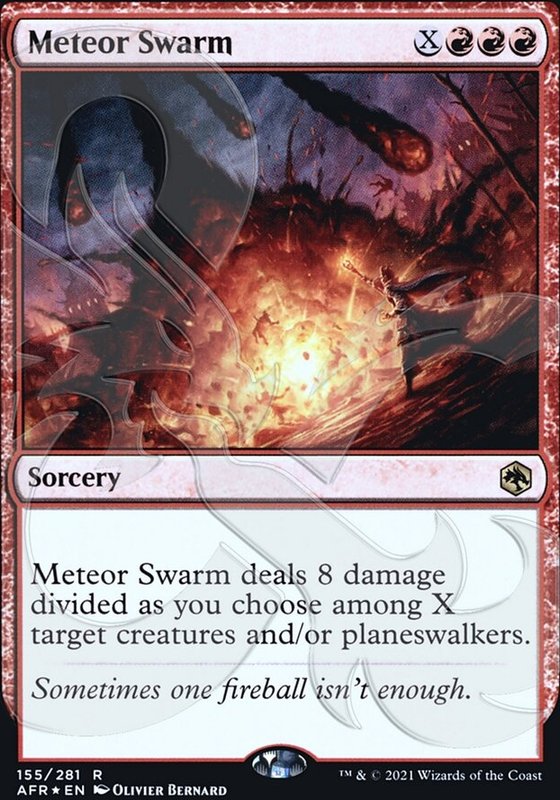 Meteor Swarm X
Sorcery
Meteor Swarm deals 8 damage
divided as you choose among X
target creatures and/or planeswalkers.
Sometimes one fireball isn't enough.
155/281 R
AFR★EN Olivier Bernard
™ & © 2021 Wizards of the Coast